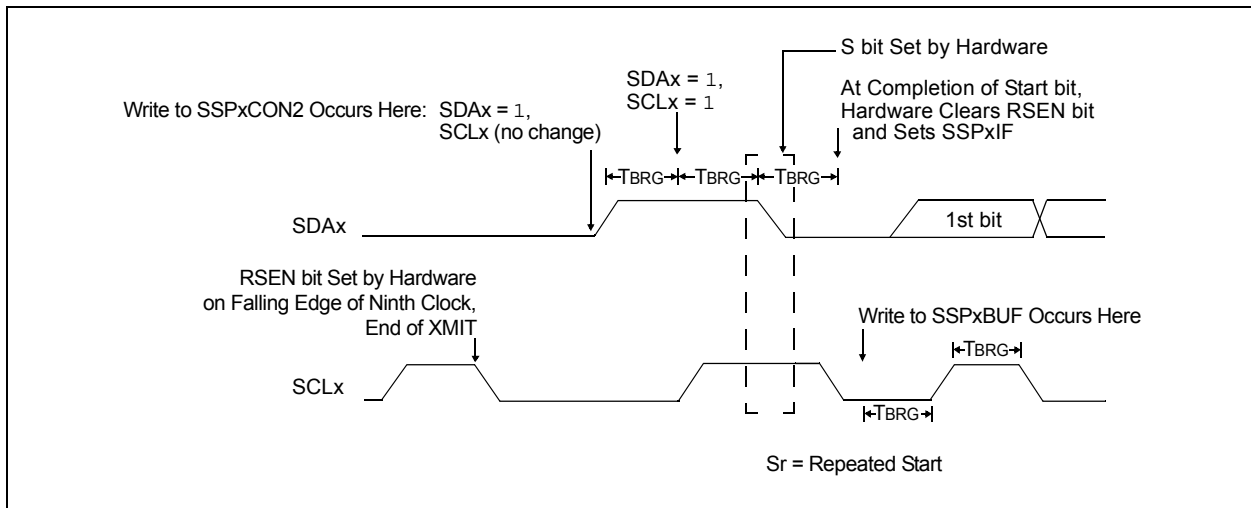 S bit Set by Hardware
SDAx = 1,
SCLx = 1
At Completion of Start bit,
Hardware Clears RSEN bit
and Sets SSPxIF
Write to SSPxCON2 Occurs Here: SDAx = 1,
SCLx (no change)
TBRG
TBRG
TBRG
SDAx
1st bit
RSEN bit Set by Hardware
on Falling Edge of Ninth Clock,
End of XMIT
Write to SSPxBUF Occurs Here
TBRG
SCLx
TBRG
Sr = Repeated Start